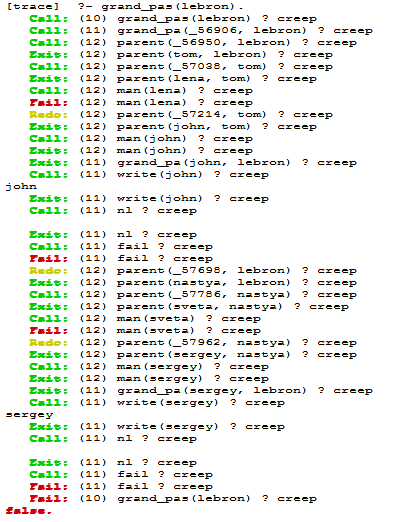 [trace]  ?- grand_pas(lebron).
Call: (10) grand_pas(lebron) ? creep
Call: (11) grand_pa(_56906, lebron) ? creep
Call: (12) parent(_56950, lebron) ? creep
Exit: (12) parent(tom, lebron) ? creep
Call: (12) parent(_57038, tom) ? creep
Exit: (12) parent(lena, tom) ? creep
Call: (12) man(lena) ? creep
Fail: (12) man(lena) ? creep
Redo: (12) parent(_57214, tom) ? creep
Exit: (12) parent(john, tom) ? creep
Call: (12) man(john) ? creep
Exit: (12) man(john) ? creep
Exit: (11) grand_pa(john, lebron) ? creep
Call: (11) write(john) ? creep
john
Exit: (11) write(john) ? creep
Call: (11) nl ? creep
Exit: (11) nl ? creep
Call: (11) fail ? creep
Fail: (11) fail ? creep
Redo: (12) parent(_57698, lebron) ? creep
Exit: (12) parent(nastya, lebron) ? creep
Call: (12) parent(_57786, nastya) ? creep
Exit: (12) parent(sveta, nastya) ? creep
Call: (12) man(sveta) ? creep
Fail: (12) man(sveta) ? creep
Redo: (12) parent(_57962, nastya) ? creep
Exit: (12) parent(sergey, nastya) ? creep
Call: (12) man(sergey) ? creep
Exit: (12) man(sergey) ? creep
Exit: (11) grand_pa(sergey, lebron) ? creep
Call: (11) write(sergey) ? creep
sergey
Exit: (11) write(sergey) ? creep
Call: (11) nl ? creep
Exit: (11) nl ? creep
Call: (11) fail ? creep
Fail: (11) fail ? creep
Fail: (10) grand_pas(lebron) ? creep
false.